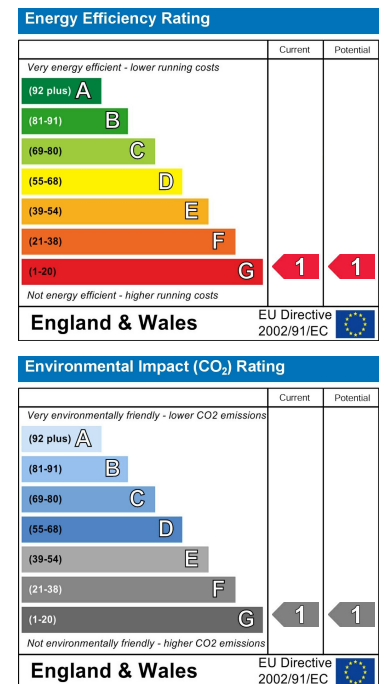 Energy Efficiency Rating
Current Potential
Very energy efficient - lower running costs
(92 plus) A
(81-91) B
(69-80) C
(55-68) D
(39-54) E
(21-38) F
(1-20) G 1 1
Not energy efficient - higher running costs
England & Wales EU Directive 2002/91/EC
Environmental Impact (CO₂) Rating
Current Potential
Very environmentally friendly - lower CO2 emissions
(92 plus) A
(81-91) B
(69-80) C
(55-68) D
(39-54) E
(21-38) F
(1-20) G 1 1
Not environmentally friendly - higher CO2 emissions
England & Wales EU Directive 2002/91/EC